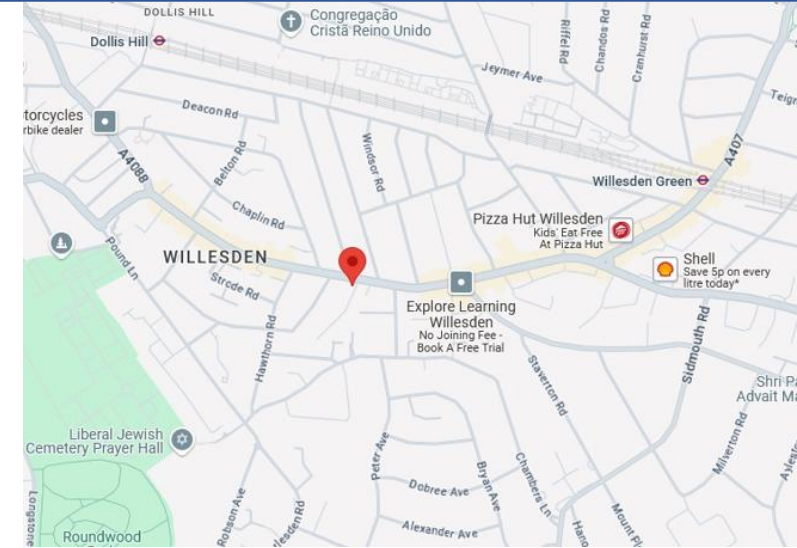 DOLLIS HILL
Congregação
Cristã Reino Unido
Dollis Hill
Riffel Rd
Chandos Rd
Cranhurst Rd
Jeymer Ave
torcycles
rbike dealer
Deacon Rd
A4088
Belton Rd
Windsor Rd
A407
Willesden Green
Chaplin Rd
Pizza Hut Willesden
Kids' Eat Free
At Pizza Hut
Pound Ln
WILLESDEN
Shell
Save 5p on every
litre today*
Strode Rd
Explore Learning
Willesden
No Joining Fee -
Book A Free Trial
Hawthorn Rd
Sidmouth Rd
Staverton Rd
Shri
Advait
Liberal Jewish
Cemetery Prayer Hall
Peter Ave
Milverton Rd
Chambers Ln
Bryan Ave
Dobree Ave
Robson Ave
Alexander Ave
Roundwood